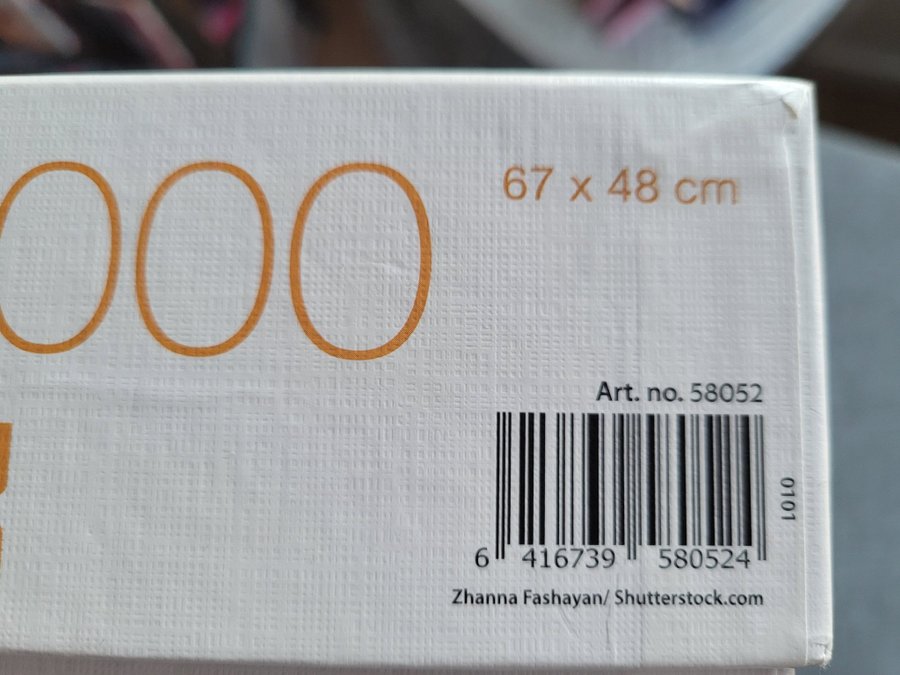 000
67 x 48 cm
Art. no. 58052
0101
6 416739 580524
Zhanna Fashayan/ Shutterstock.com